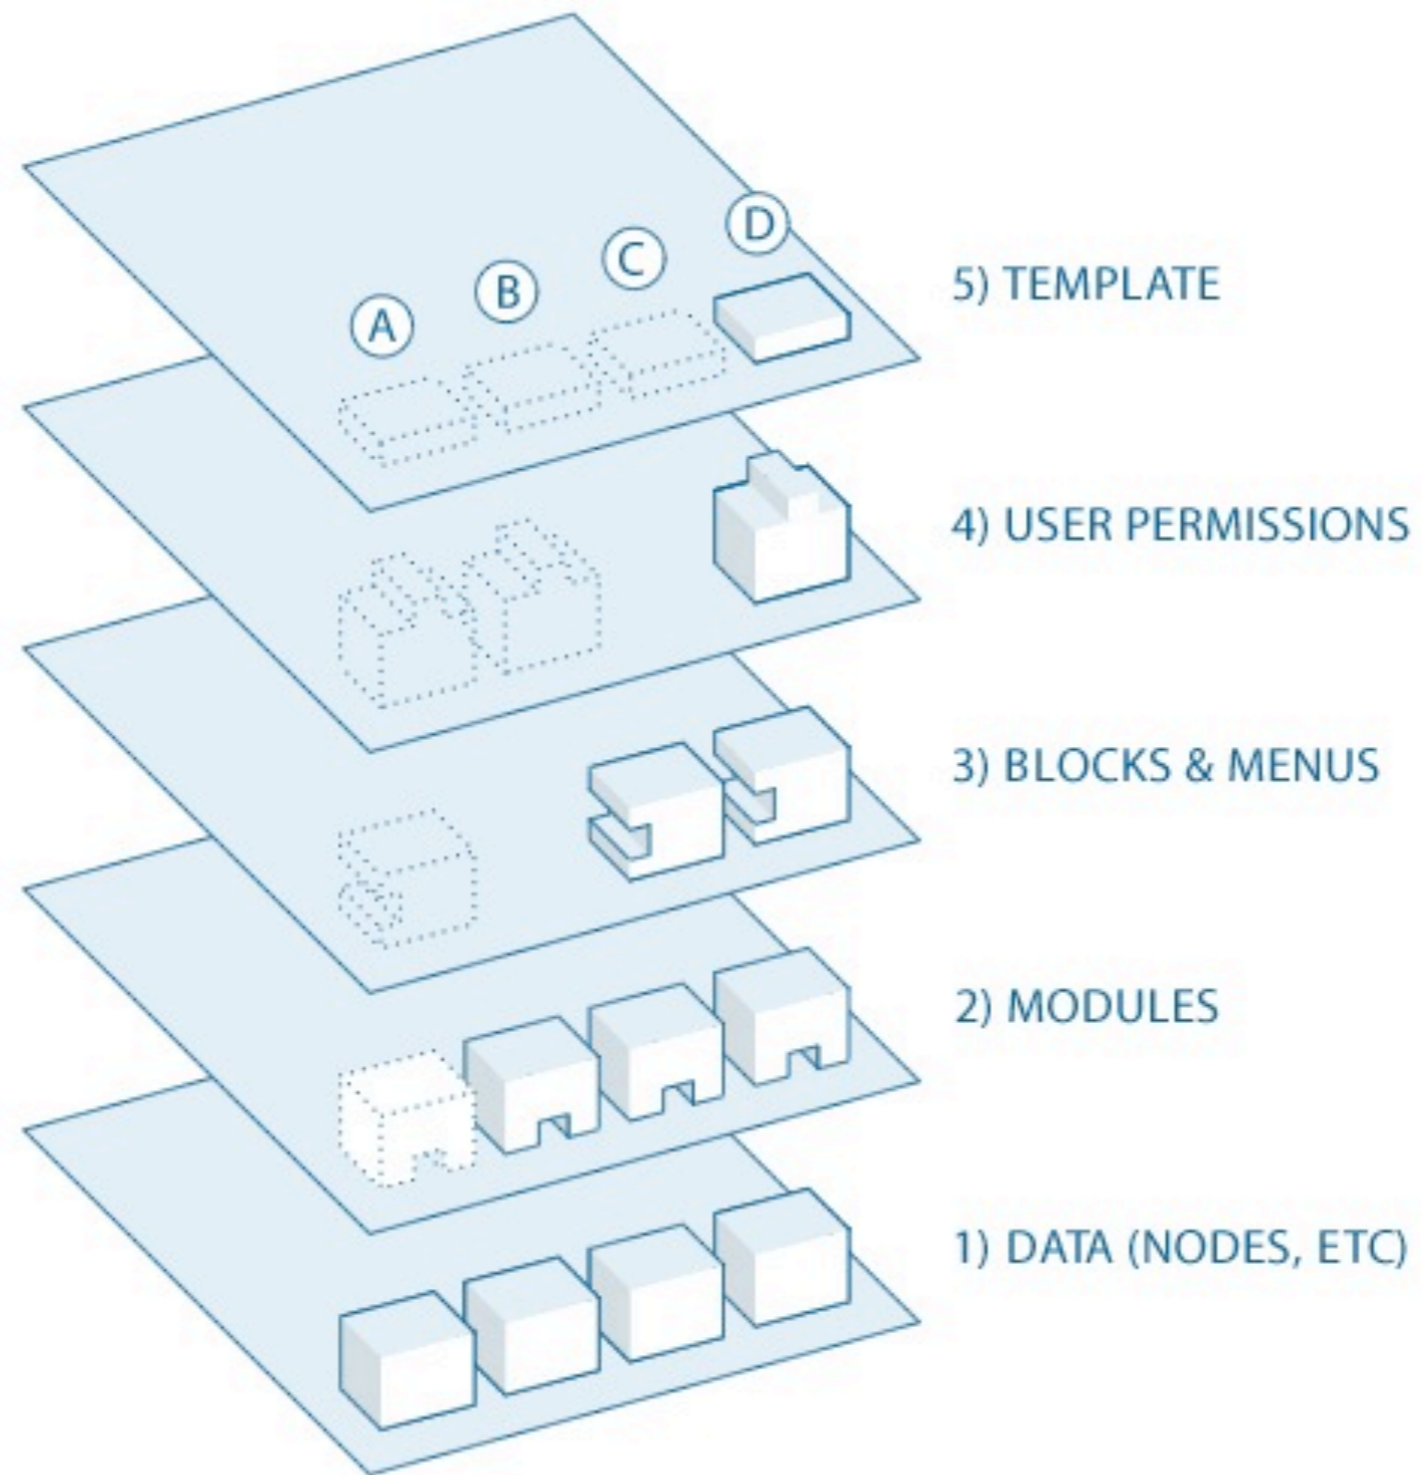 A
B
C
D
5) TEMPLATE
4) USER PERMISSIONS
3) BLOCKS & MENUS
2) MODULES
1) DATA (NODES, ETC)